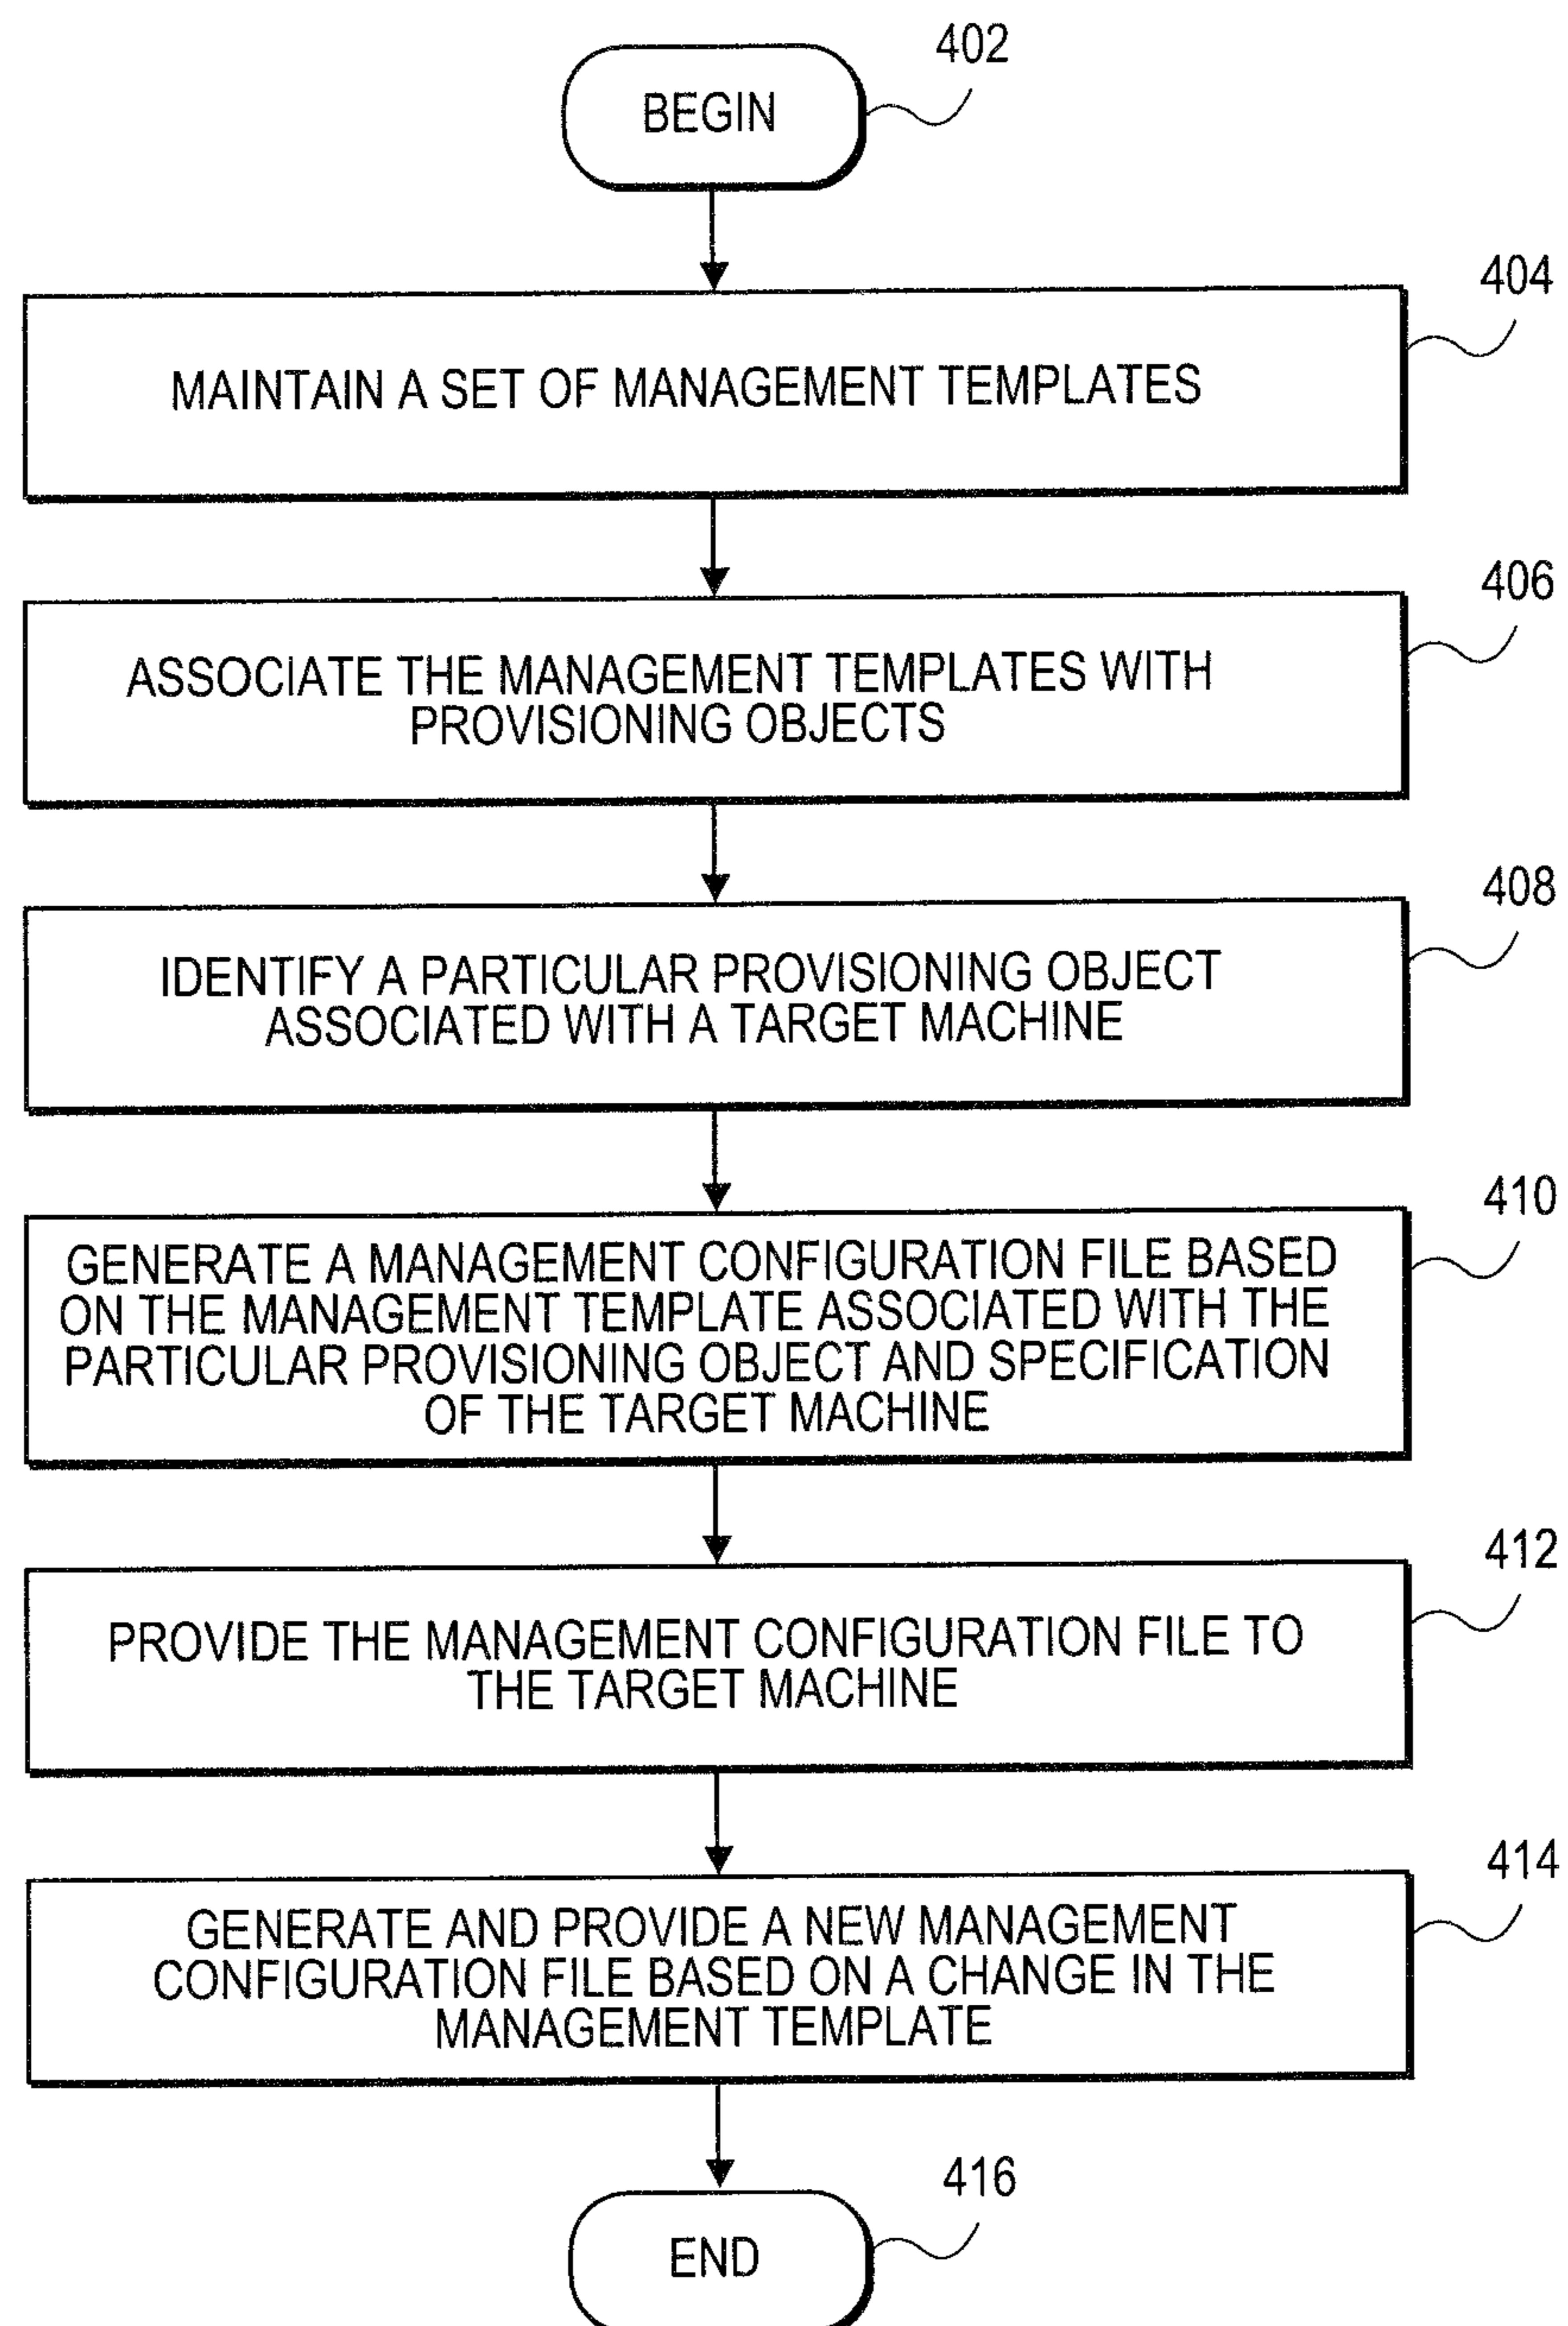 402
BEGIN
404
MAINTAIN A SET OF MANAGEMENT TEMPLATES
406
ASSOCIATE THE MANAGEMENT TEMPLATES WITH
PROVISIONING OBJECTS
408
IDENTIFY A PARTICULAR PROVISIONING OBJECT
ASSOCIATED WITH A TARGET MACHINE
410
GENERATE A MANAGEMENT CONFIGURATION FILE BASED
ON THE MANAGEMENT TEMPLATE ASSOCIATED WITH THE
PARTICULAR PROVISIONING OBJECT AND SPECIFICATION
OF THE TARGET MACHINE
412
PROVIDE THE MANAGEMENT CONFIGURATION FILE TO
THE TARGET MACHINE
414
GENERATE AND PROVIDE A NEW MANAGEMENT
CONFIGURATION FILE BASED ON A CHANGE IN THE
MANAGEMENT TEMPLATE
416
END